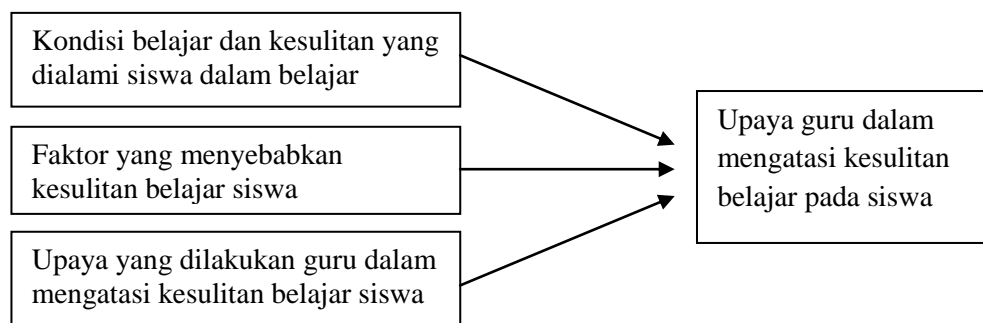 Kondisi belajar dan kesulitan yang
dialami siswa dalam belajar
Faktor yang menyebabkan
kesulitan belajar siswa
Upaya yang dilakukan guru dalam
mengatasi kesulitan belajar siswa
Upaya guru dalam
mengatasi kesulitan
belajar pada siswa